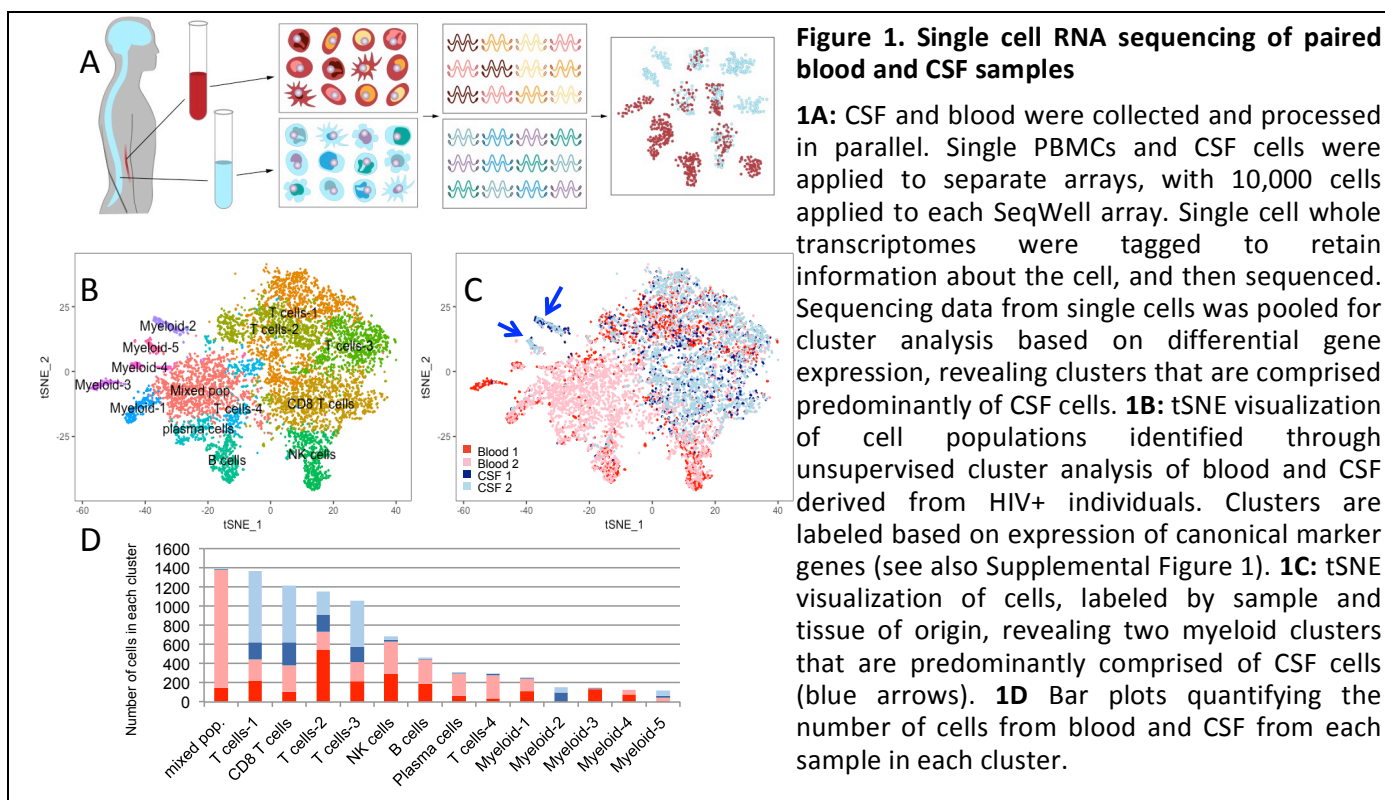 A
B
25
0
-25
tSNE_2
-60
-40
-20
0
20
40
tSNE_1
T cells-1
Myeloid-2
T cells-2
Myeloid-5
T cells-3
Myeloid-4
Myeloid-3
Mixed pop.
Myeloid-1
T cells-4
CD8 T cells
plasma cells
B cells
NK cells
C
25
0
-25
tSNE_2
Blood 1
Blood 2
CSF 1
CSF 2
-60
-40
-20
0
20
40
tSNE_1
D
Number of cells in each cluster
1600
1400
1200
1000
800
600
400
200
0
mixed pop.
T cells-1
CD8 T cells
T cells-2
T cells-3
NK cells
B cells
Plasma cells
T cells-4
Myeloid-1
Myeloid-2
Myeloid-3
Myeloid-4
Myeloid-5
Figure 1. Single cell RNA sequencing of paired
blood and CSF samples
1A: CSF and blood were collected and processed
in parallel. Single PBMCs and CSF cells were
applied to separate arrays, with 10,000 cells
applied to each SeqWell array. Single cell whole
transcriptomes were tagged to retain
information about the cell, and then sequenced.
Sequencing data from single cells was pooled for
cluster analysis based on differential gene
expression, revealing clusters that are comprised
predominantly of CSF cells. 1B: tSNE visualization
of cell populations identified through
unsupervised cluster analysis of blood and CSF
derived from HIV+ individuals. Clusters are
labeled based on expression of canonical marker
genes (see also Supplemental Figure 1). 1C: tSNE
visualization of cells, labeled by sample and
tissue of origin, revealing two myeloid clusters
that are predominantly comprised of CSF cells
(blue arrows). 1D Bar plots quantifying the
number of cells from blood and CSF from each
sample in each cluster.